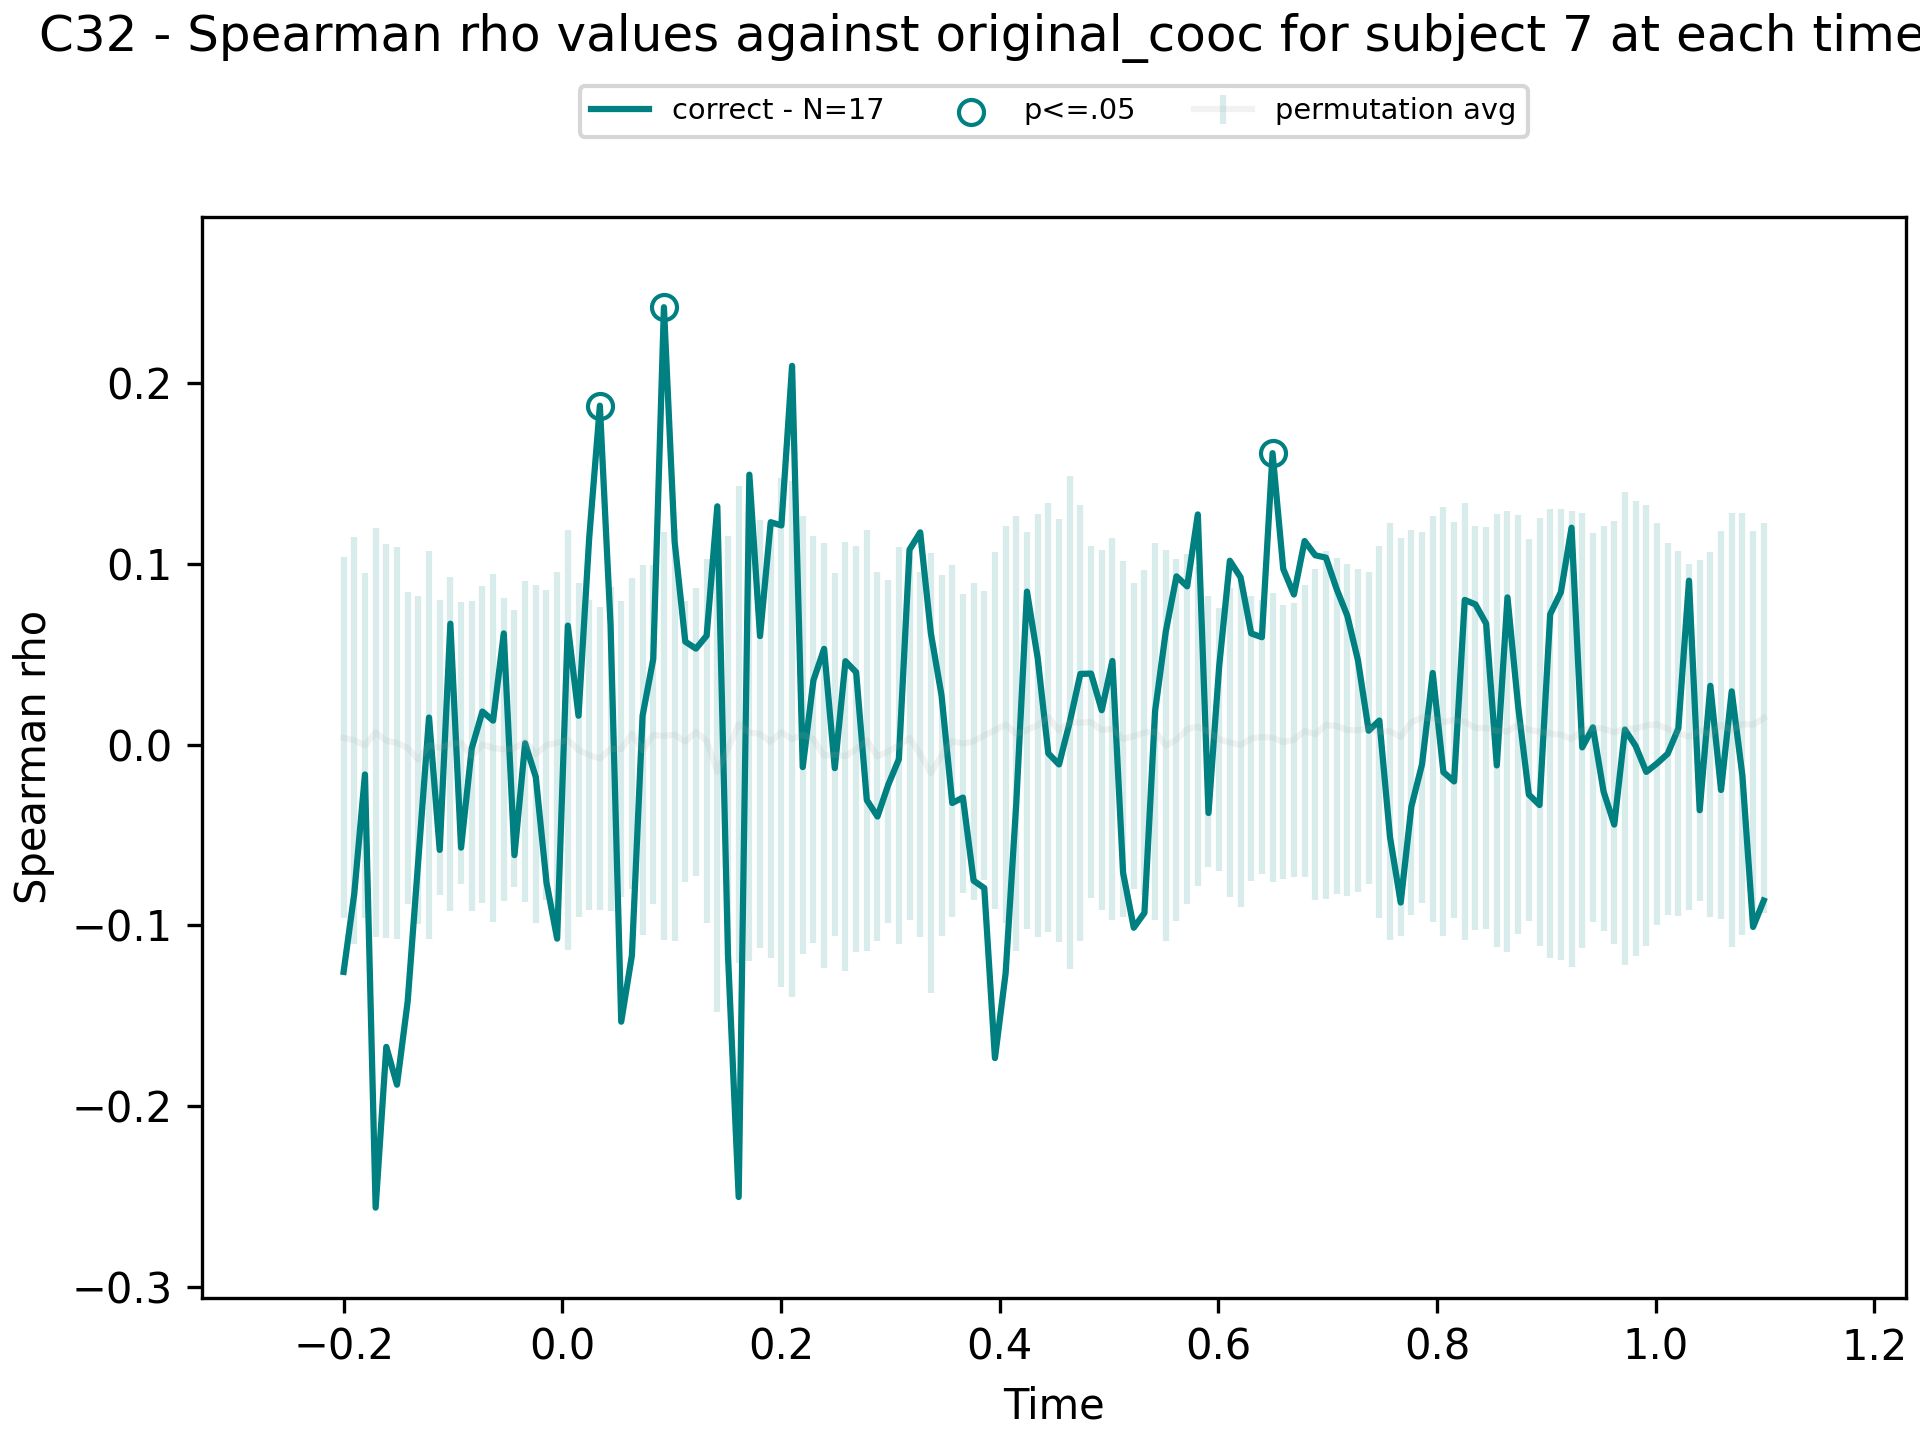 C32 - Spearman rho values against original_cooc for subject 7 at each time
correct - N=17 p<=.05 permutation avg
Spearman rho
0.2
0.1
0.0
−0.1
−0.2
−0.3
−0.2 0.0 0.2 0.4 0.6 0.8 1.0 1.2
Time